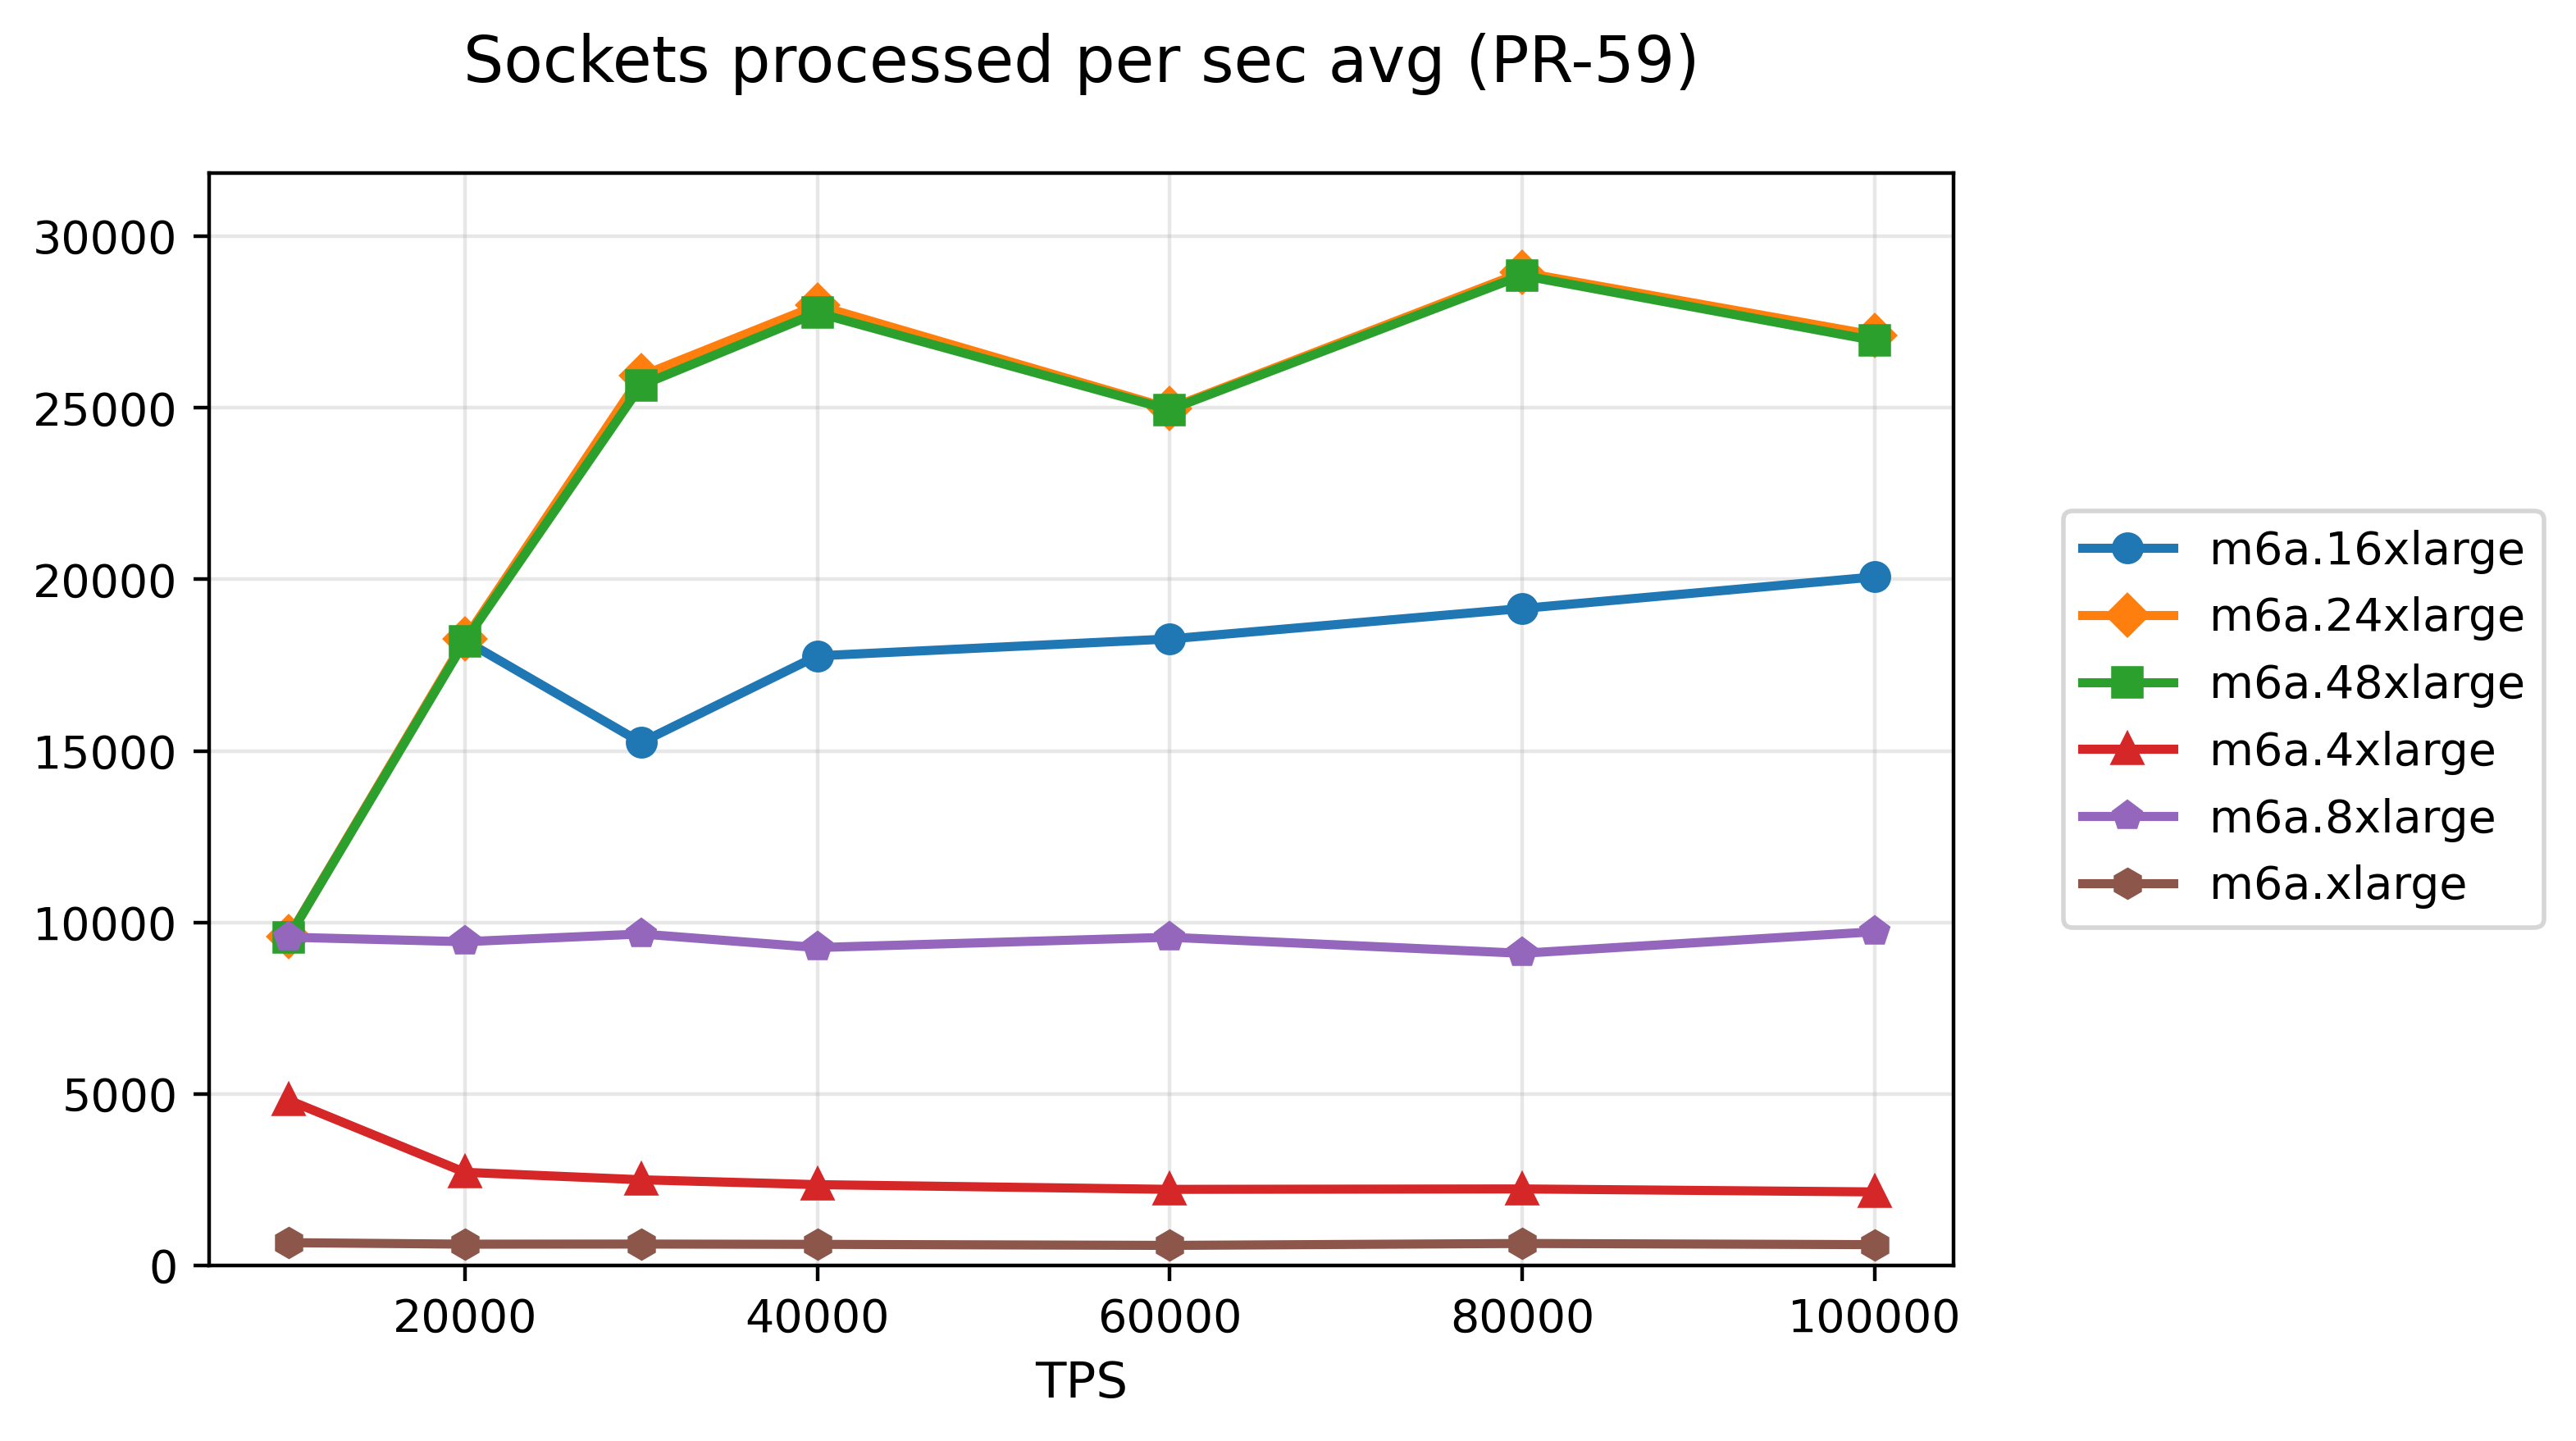 Sockets processed per sec avg (PR-59)
30000
25000
20000
15000
10000
5000
0
20000 40000 60000 80000 100000
TPS
m6a.16xlarge
m6a.24xlarge
m6a.48xlarge
m6a.4xlarge
m6a.8xlarge
m6a.xlarge